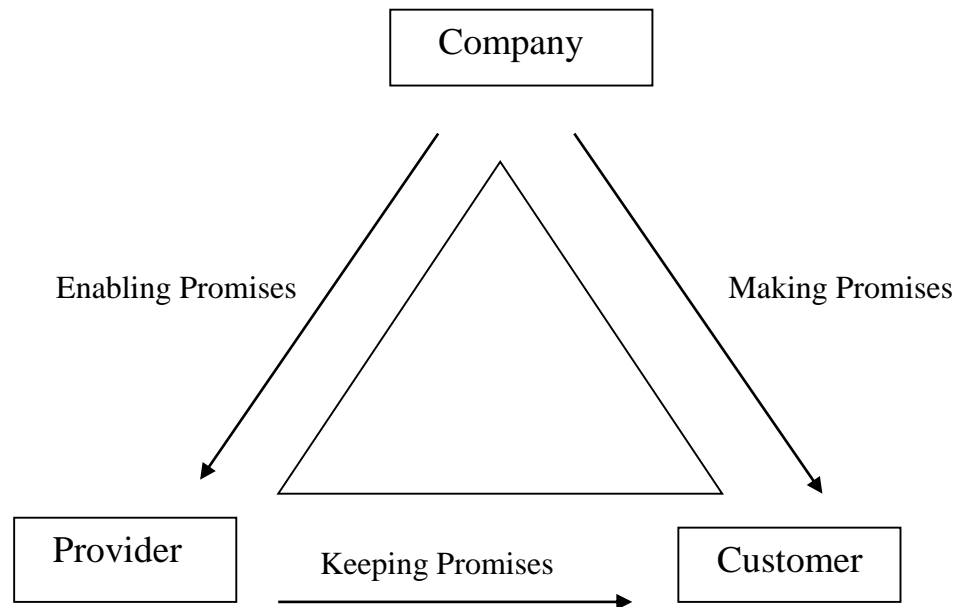 Company
Enabling Promises
Making Promises
Provider
Keeping Promises
Customer